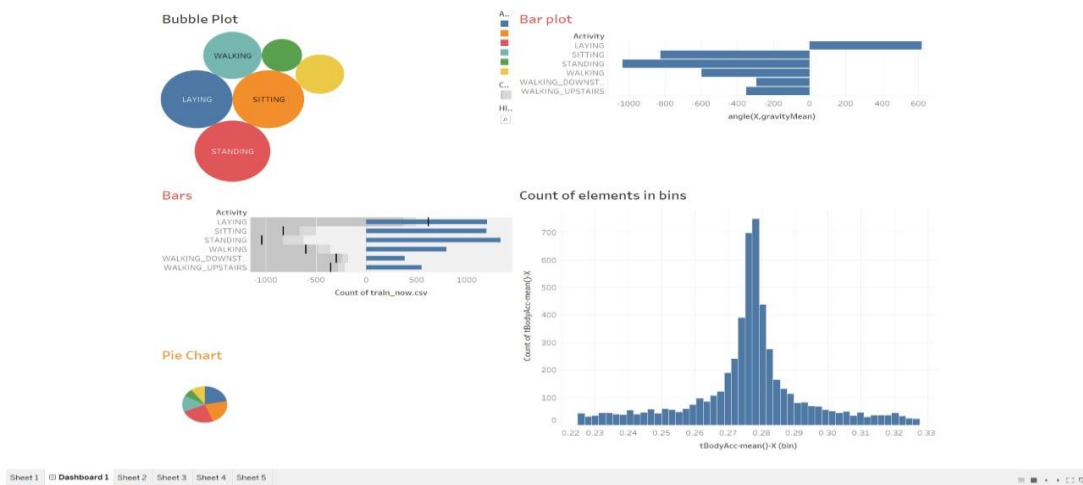 Bubble Plot
WALKING
LAYING
SITTING
STANDING
A..
C..
HI..
Bar plot
Activity
LAYING
SITTING
STANDING
WALKING
WALKING_DOWNST..
WALKING_UPSTAIRS
-1000 -800 -600 -400 -200 0 200 400 600
angle(X,gravityMean)
Bars
Activity
LAYING
SITTING
STANDING
WALKING
WALKING_DOWNST..
WALKING_UPSTAIRS
-1000 -500 0 500 1000
Count of train_now.csv
Count of elements in bins
Count of tBodyAcc-mean()-X
700
600
500
400
300
200
100
0
0.22 0.23 0.24 0.25 0.26 0.27 0.28 0.29 0.30 0.31 0.32 0.33
tBodyAcc-mean()-X (bin)
Pie Chart
Sheet 1 Dashboard 1 Sheet 2 Sheet 3 Sheet 4 Sheet 5